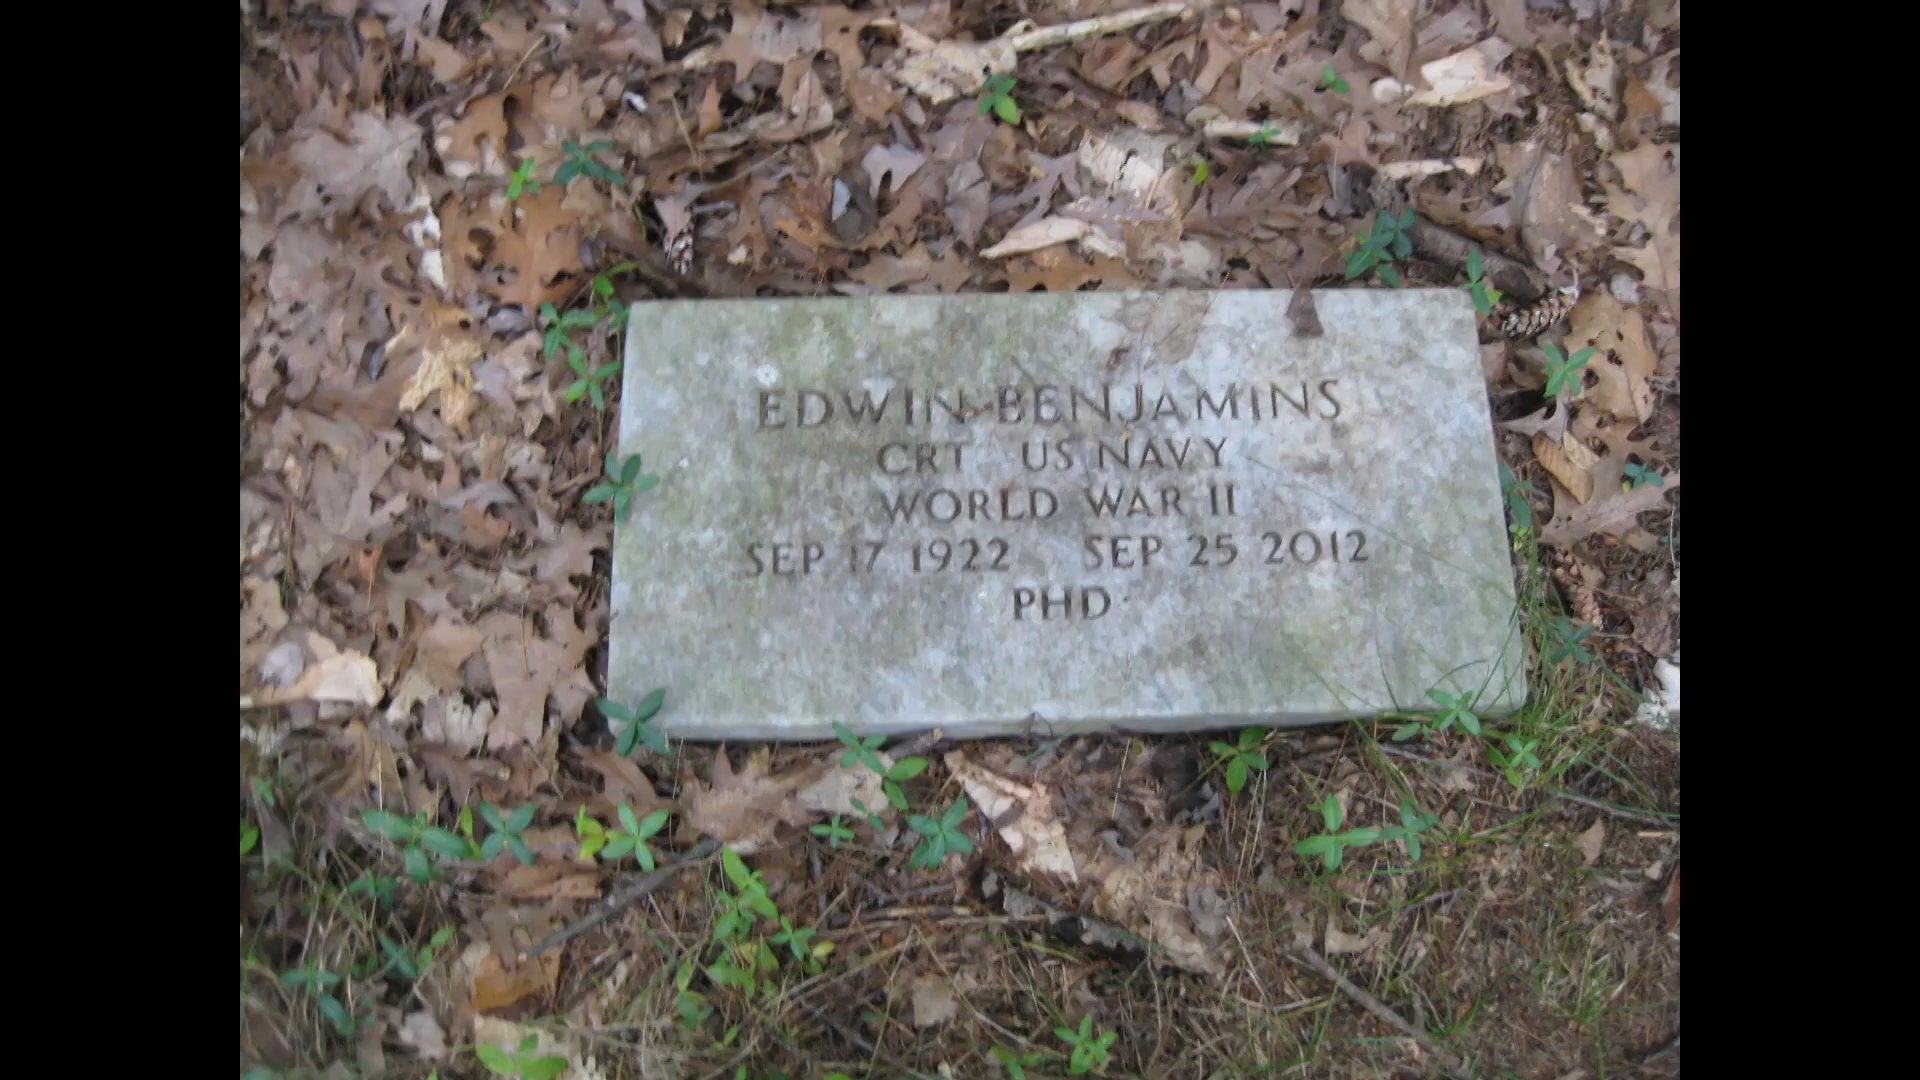 EDWIN BENJAMINS
CRT US NAVY
WORLD WAR II
SEP 17 1922 SEP 25 2012
PHD